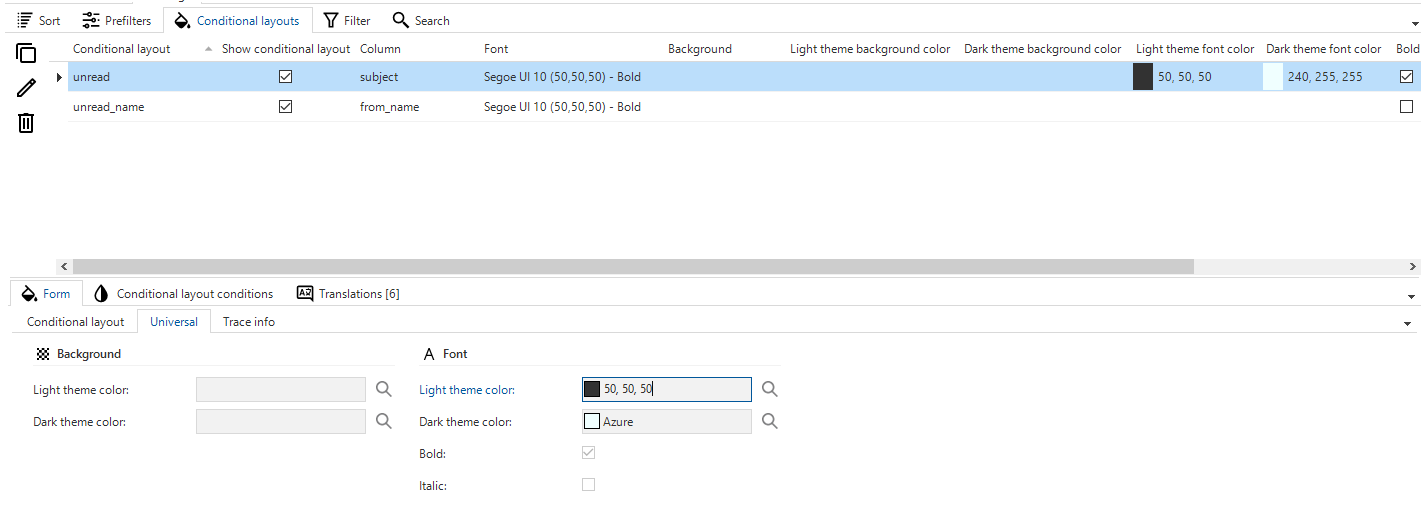 Sort Prefilters Conditional layouts Filter Search
Conditional layout Show conditional layout Column Font Background Light theme background color Dark theme background color Light theme font color Dark theme font color Bold
unread subject Segoe UI 10 (50,50,50) - Bold 50, 50, 50 240, 255, 255
unread_name from_name Segoe UI 10 (50,50,50) - Bold
Form Conditional layout conditions Translations [6]
Conditional layout Universal Trace info
Background A Font
Light theme color: Light theme color: 50, 50, 50
Dark theme color: Dark theme color: Azure
Bold:
Italic: